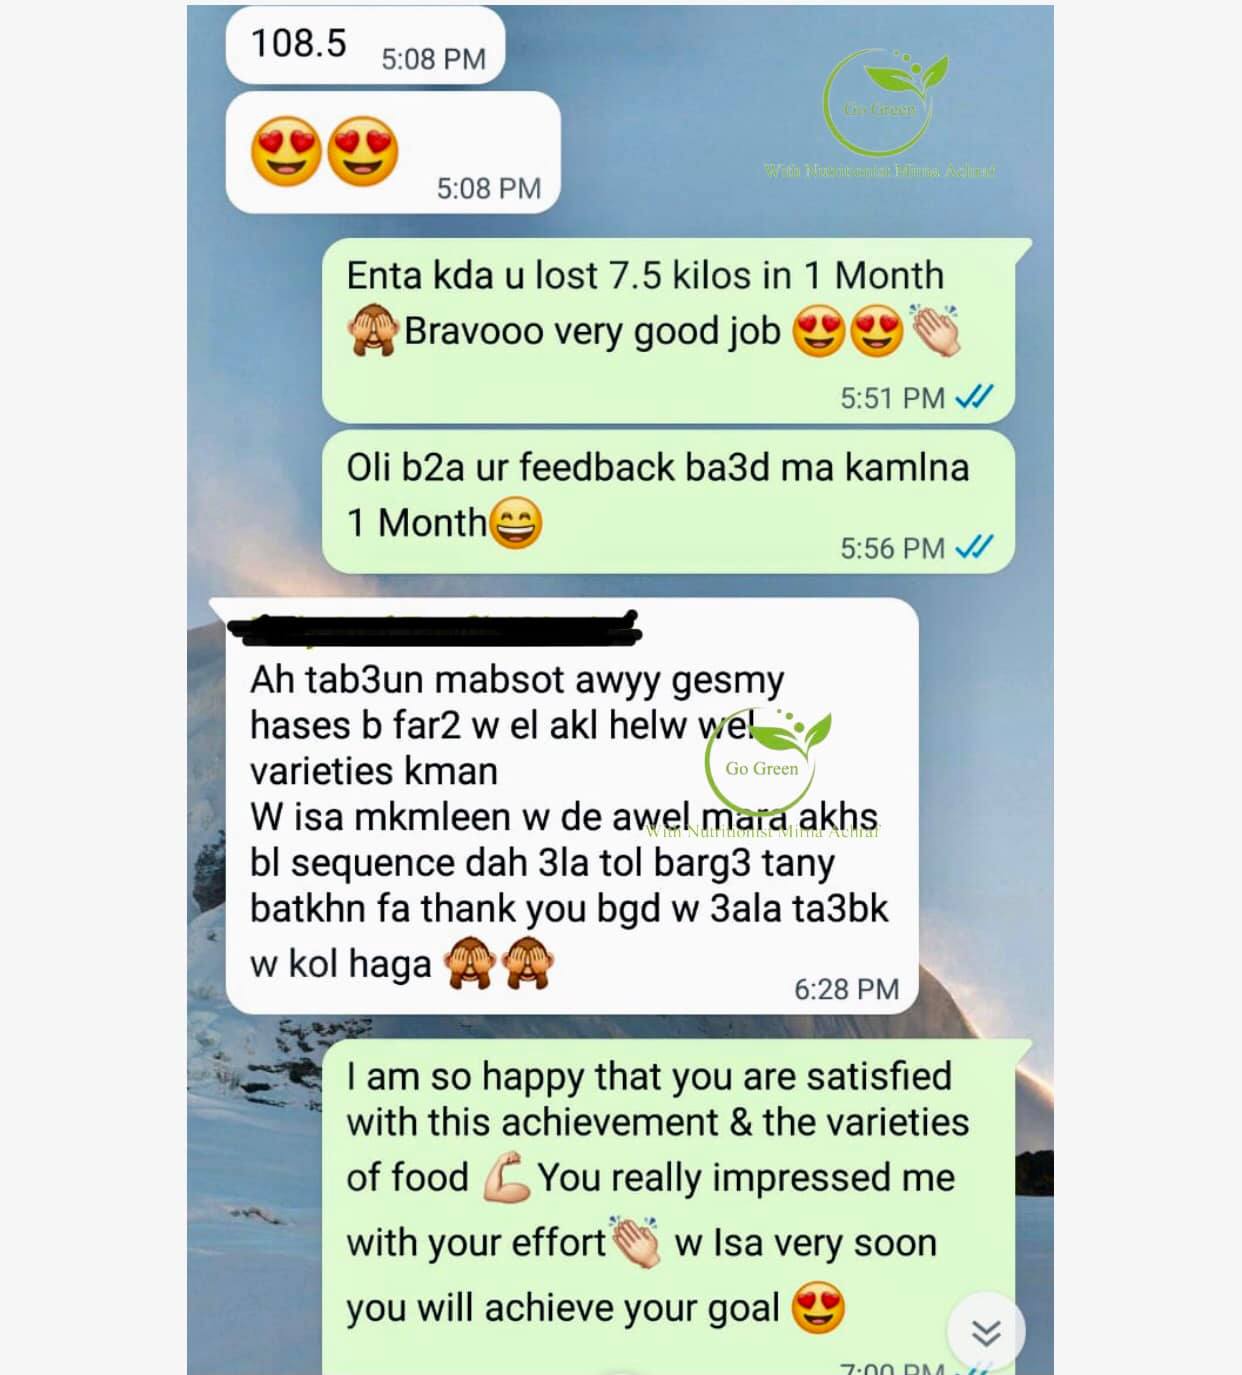 108.5 5:08 PM
😍😍
5:08 PM
Go Green
With Nutritionist Mirna Achraf
Enta kda u lost 7.5 kilos in 1 Month
🙈Bravooo very good job 😍😍👏
5:51 PM
Oli b2a ur feedback ba3d ma kamlna
1 Month😄
5:56 PM
Ah tab3un mabsot awyy gesmy
hases b far2 w el akl helw wel
varieties kman
Go Green
W isa mkmleen w de awel mara akhs
With Nutritionist Mirna Achraf
bl sequence dah 3la tol barg3 tany
batkhn fa thank you bgd w 3ala ta3bk
w kol haga 🙈🙈
6:28 PM
I am so happy that you are satisfied
with this achievement & the varieties
of food 💪 You really impressed me
with your effort👏 w Isa very soon
you will achieve your goal 😍
7:00 PM